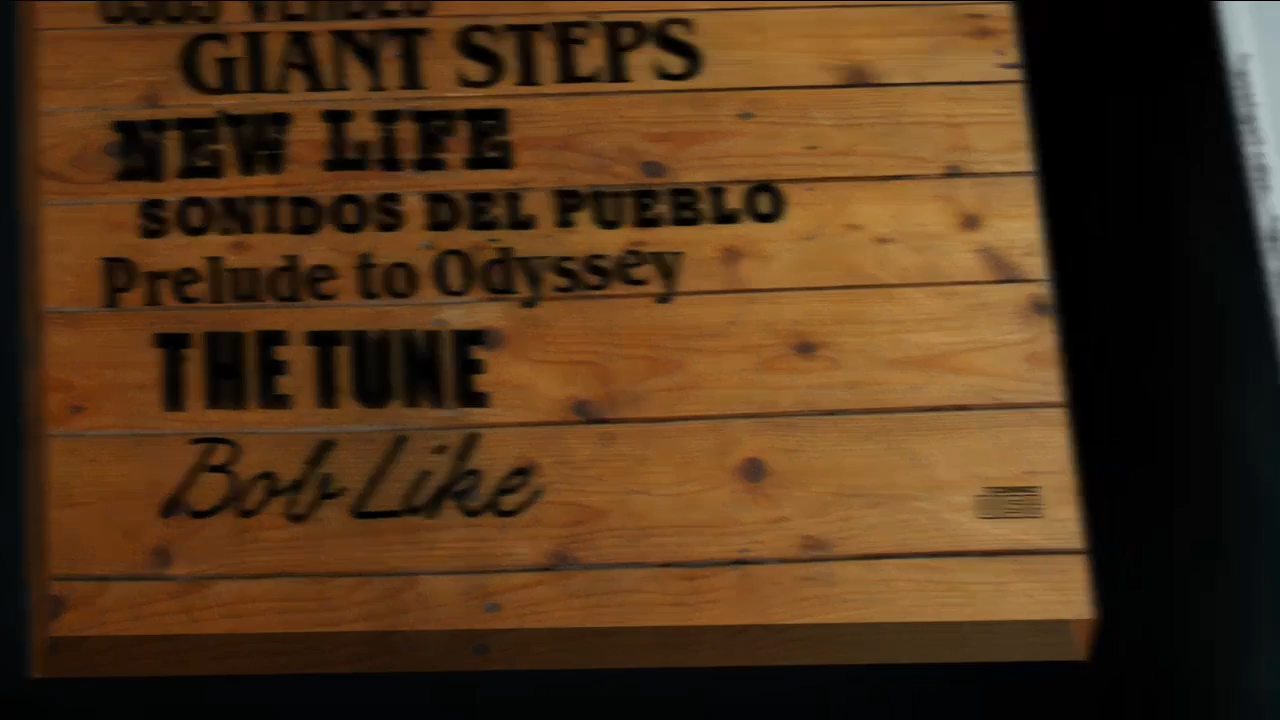 GIANT STEPS
NEW LIFE
SONIDOS DEL PUEBLO
Prelude to Odyssey
THE TUNE
Bob Like